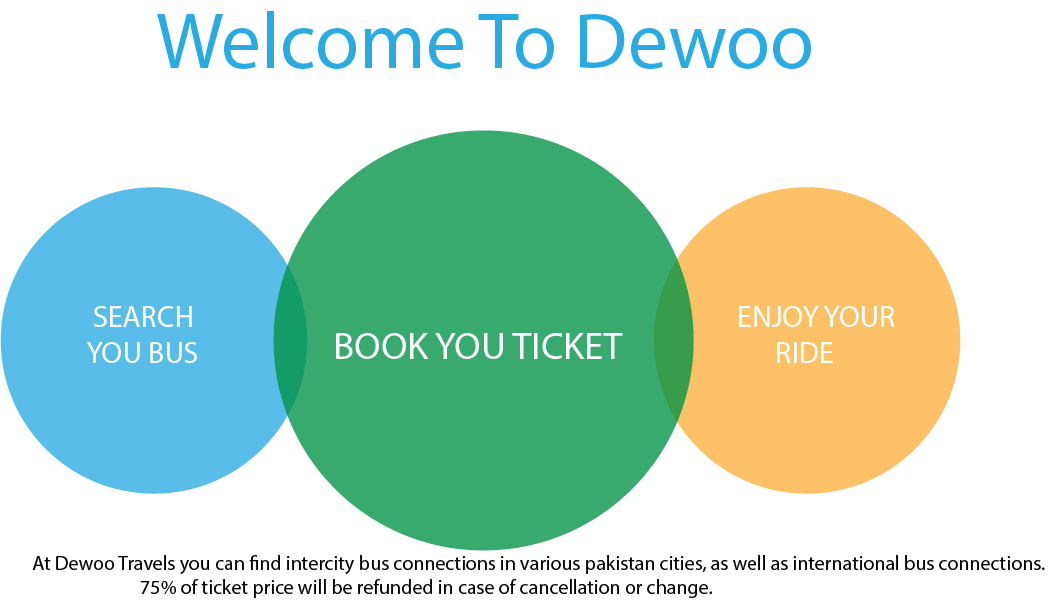 Welcome To Dewoo
SEARCH
YOU BUS
BOOK YOU TICKET
ENJOY YOUR
RIDE
At Dewoo Travels you can find intercity bus connections in various pakistan cities, as well as international bus connections.
75% of ticket price will be refunded in case of cancellation or change.